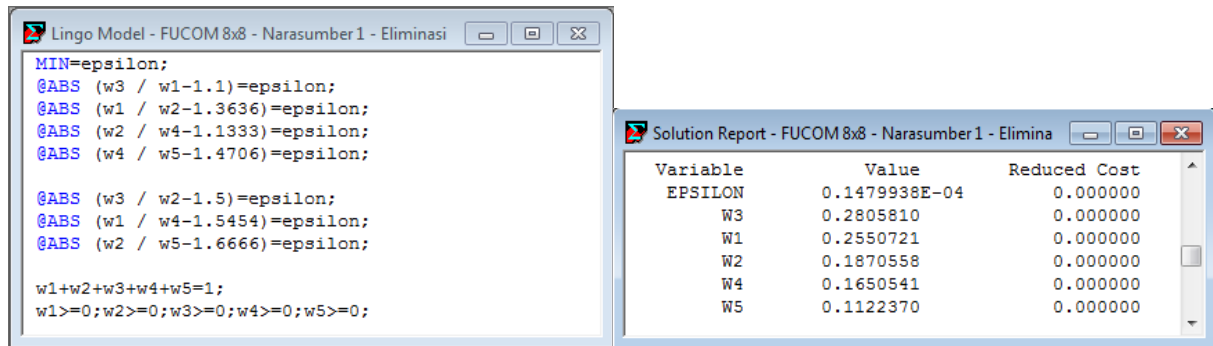 Lingo Model - FUCOM 8x8 - Narasumber 1 - Eliminasi
MIN=epsilon;
@ABS (w3 / w1-1.1)=epsilon;
@ABS (w1 / w2-1.3636)=epsilon;
@ABS (w2 / w4-1.1333)=epsilon;
@ABS (w4 / w5-1.4706)=epsilon;
@ABS (w3 / w2-1.5)=epsilon;
@ABS (w1 / w4-1.5454)=epsilon;
@ABS (w2 / w5-1.6666)=epsilon;
w1+w2+w3+w4+w5=1;
w1>=0;w2>=0;w3>=0;w4>=0;w5>=0;
Solution Report - FUCOM 8x8 - Narasumber 1 - Elimina
Variable Value Reduced Cost
EPSILON 0.1479938E-04 0.000000
W3 0.2805810 0.000000
W1 0.2550721 0.000000
W2 0.1870558 0.000000
W4 0.1650541 0.000000
W5 0.1122370 0.000000